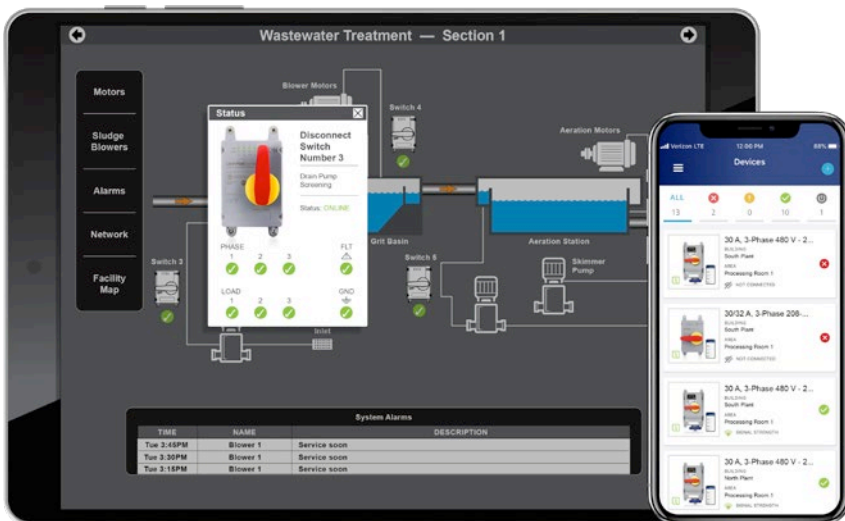 Wastewater Treatment — Section 1
Motors
Sludge
Blowers
Alarms
Network
Facility
Map
Blower Motors
Switch 4
Status
Disconnect
Switch
Number 3
Drain Pump
Screening
Status: ONLINE
PHASE
FLT
1 2 3
LOAD
GND
1 2 3
Grit Basin
Aeration Motors
Aeration Station
Switch 3
Skimmer
Pump
Inlet
System Alarms
TIME NAME DESCRIPTION
Tue 3:45PM Blower 1 Service soon
Tue 3:30PM Blower 1 Service soon
Tue 3:15PM Blower 1 Service soon
Verizon LTE 12:00 PM 88%
Devices
ALL
13 2 0 10 1
30 A, 3-Phase 480 V - 2...
BUILDING
South Plant
AREA
Processing Room 1
NOT CONNECTED
30/32 A, 3-Phase 208-...
BUILDING
South Plant
AREA
Processing Room 1
NOT CONNECTED
30 A, 3-Phase 480 V - 2...
BUILDING
South Plant
AREA
Processing Room 1
SIGNAL STRENGTH
30 A, 3-Phase 480 V - 2...
BUILDING
North Plant
AREA
Processing Room 1
SIGNAL STRENGTH